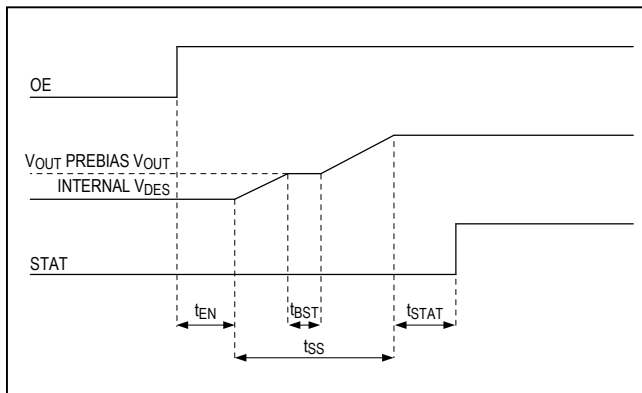 OE
VOUT PREBIAS VOUT
INTERNAL VDES
STAT
tEN
tBST
tSTAT
tSS